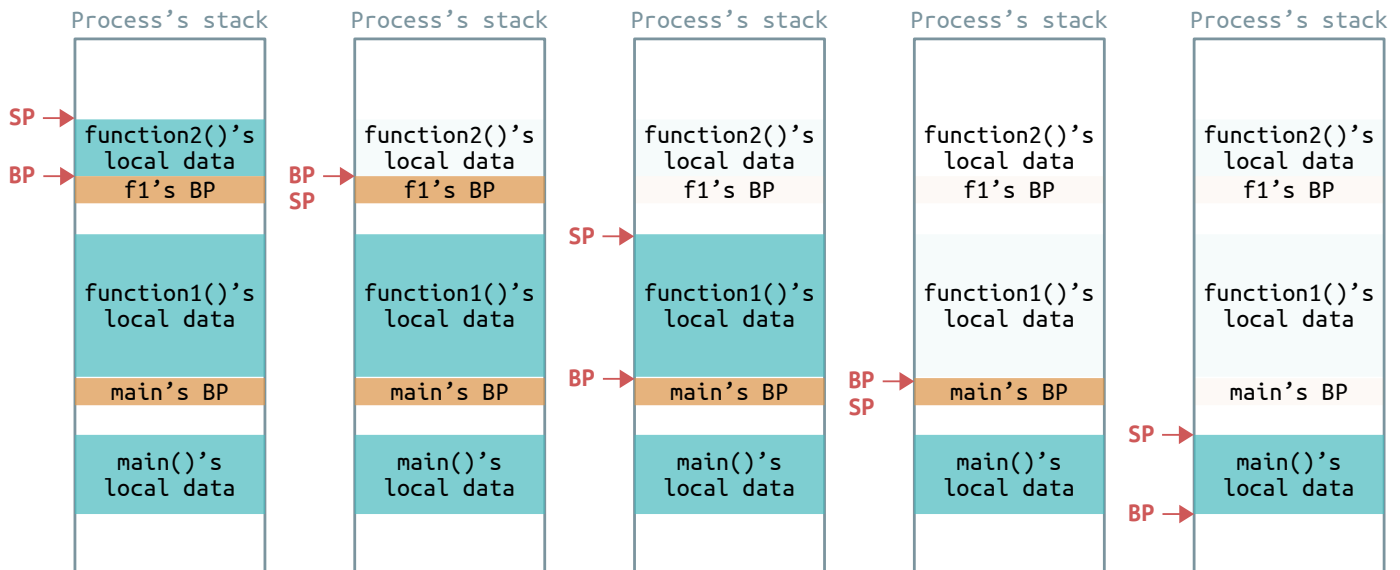 Process’s stack
SP
function2()’s
local data
BP
f1’s BP
function1()’s
local data
main’s BP
main()’s
local data
Process’s stack
function2()’s
local data
BP
SP
f1’s BP
function1()’s
local data
main’s BP
main()’s
local data
Process’s stack
function2()’s
local data
f1’s BP
SP
function1()’s
local data
BP
main’s BP
main()’s
local data
Process’s stack
function2()’s
local data
f1’s BP
function1()’s
local data
BP
SP
main’s BP
main()’s
local data
Process’s stack
function2()’s
local data
f1’s BP
function1()’s
local data
main’s BP
SP
main()’s
local data
BP